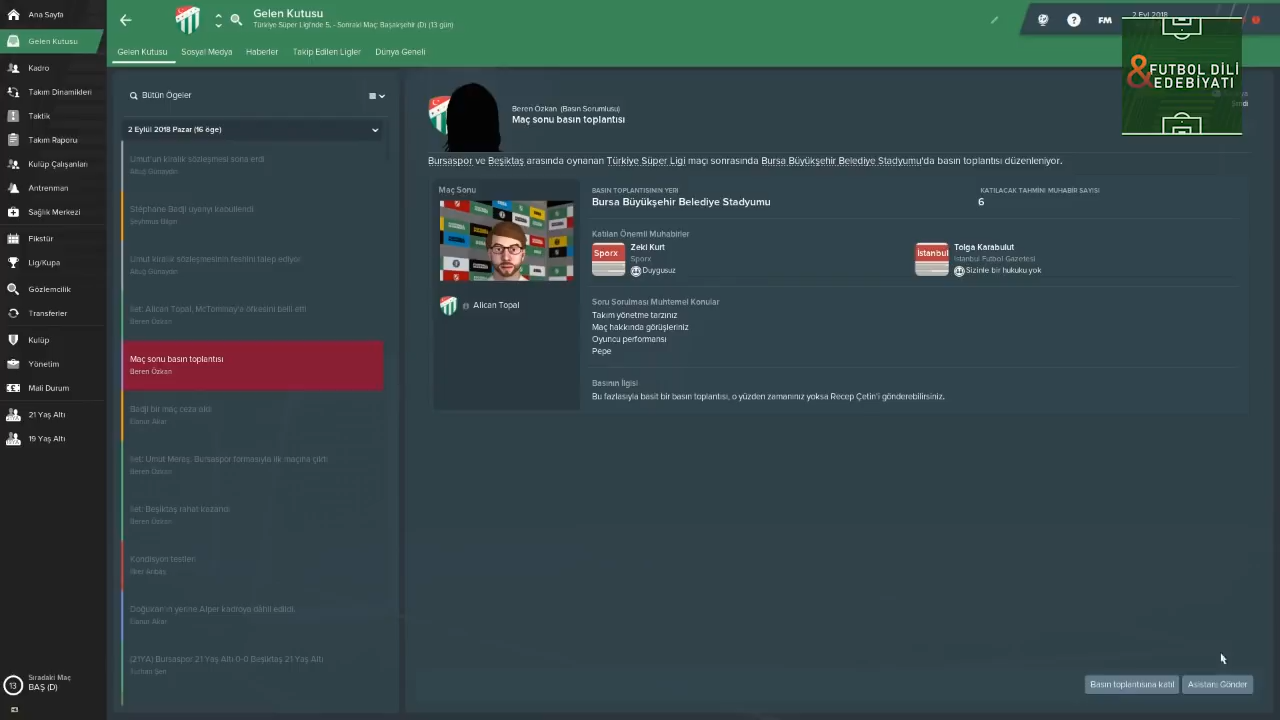 Ana Sayfa
Gelen Kutusu
Kadro
Takım Dinamikleri
Taktik
Takım Raporu
Kulüp Çalışanları
Antrenman
Sağlık Merkezi
Fikstür
Lig/Kupa
Gözlemcilik
Transferler
Kulüp
Yönetim
Mali Durum
21 Yaş Altı
19 Yaş Altı
13
Sıradaki Maç
BAŞ (D)
Gelen Kutusu
Türkiye Süper Ligi'nde 5, - Sonraki Maç: Başakşehir (D) (13 gün)
FM
2 Eyl 2018
Gelen Kutusu
Sosyal Medya
Haberler
Takip Edilen Ligler
Dünya Geneli
& FUTBOL DİLİ
EDEBİYATI
Bütün Ögeler
2 Eylül 2018 Pazar (16 öge)
Umut'un kiralık sözleşmesi sona erdi
Stéphane Badji uyarıyı kabullendi
Umut kiralık sözleşmesinin feshini talep ediyor
İlet: Alican Topal, McTominay'e öfkesini belli etti
Beren Özkan
Maç sonu basın toplantısı
Beren Özkan
Badji bir maç ceza aldı
İlet: Umut Meraş, Bursaspor formasıyla ilk maçına çıktı
Beren Özkan
İlet: Beşiktaş rahat kazandı
Beren Özkan
Kondisyon testleri
Doğukan'ın yerine Alper kadroya dâhil edildi
(21YA) Bursaspor 21 Yaş Altı 0-0 Beşiktaş 21 Yaş Altı
Beren Özkan (Basın Sorumlusu)
Maç sonu basın toplantısı
Bursaspor ve Beşiktaş arasında oynanan Türkiye Süper Ligi maçı sonrasında Bursa Büyükşehir Belediye Stadyumu'da basın toplantısı düzenleniyor.
Maç Sonu
Alican Topal
BASIN TOPLANTISININ YERİ
Bursa Büyükşehir Belediye Stadyumu
KATILACAK TAHMİNİ MUHABİR SAYISI
6
Katılan Önemli Muhabirler
Sporx
Zeki Kurt
Sporx
Duygusuz
İstanbul
Tolga Karabulut
İstanbul Futbol Gazetesi
Sizinle bir hukuku yok
Soru Sorulması Muhtemel Konular
Takım yönetme tarzınız
Maç hakkında görüşleriniz
Oyuncu performansı
Pepe
Basının İlgisi
Bu fazlasıyla basit bir basın toplantısı, o yüzden zamanınız yoksa Recep Çetin'i gönderebilirsiniz.
Basın toplantısına katıl
Asistanı Gönder